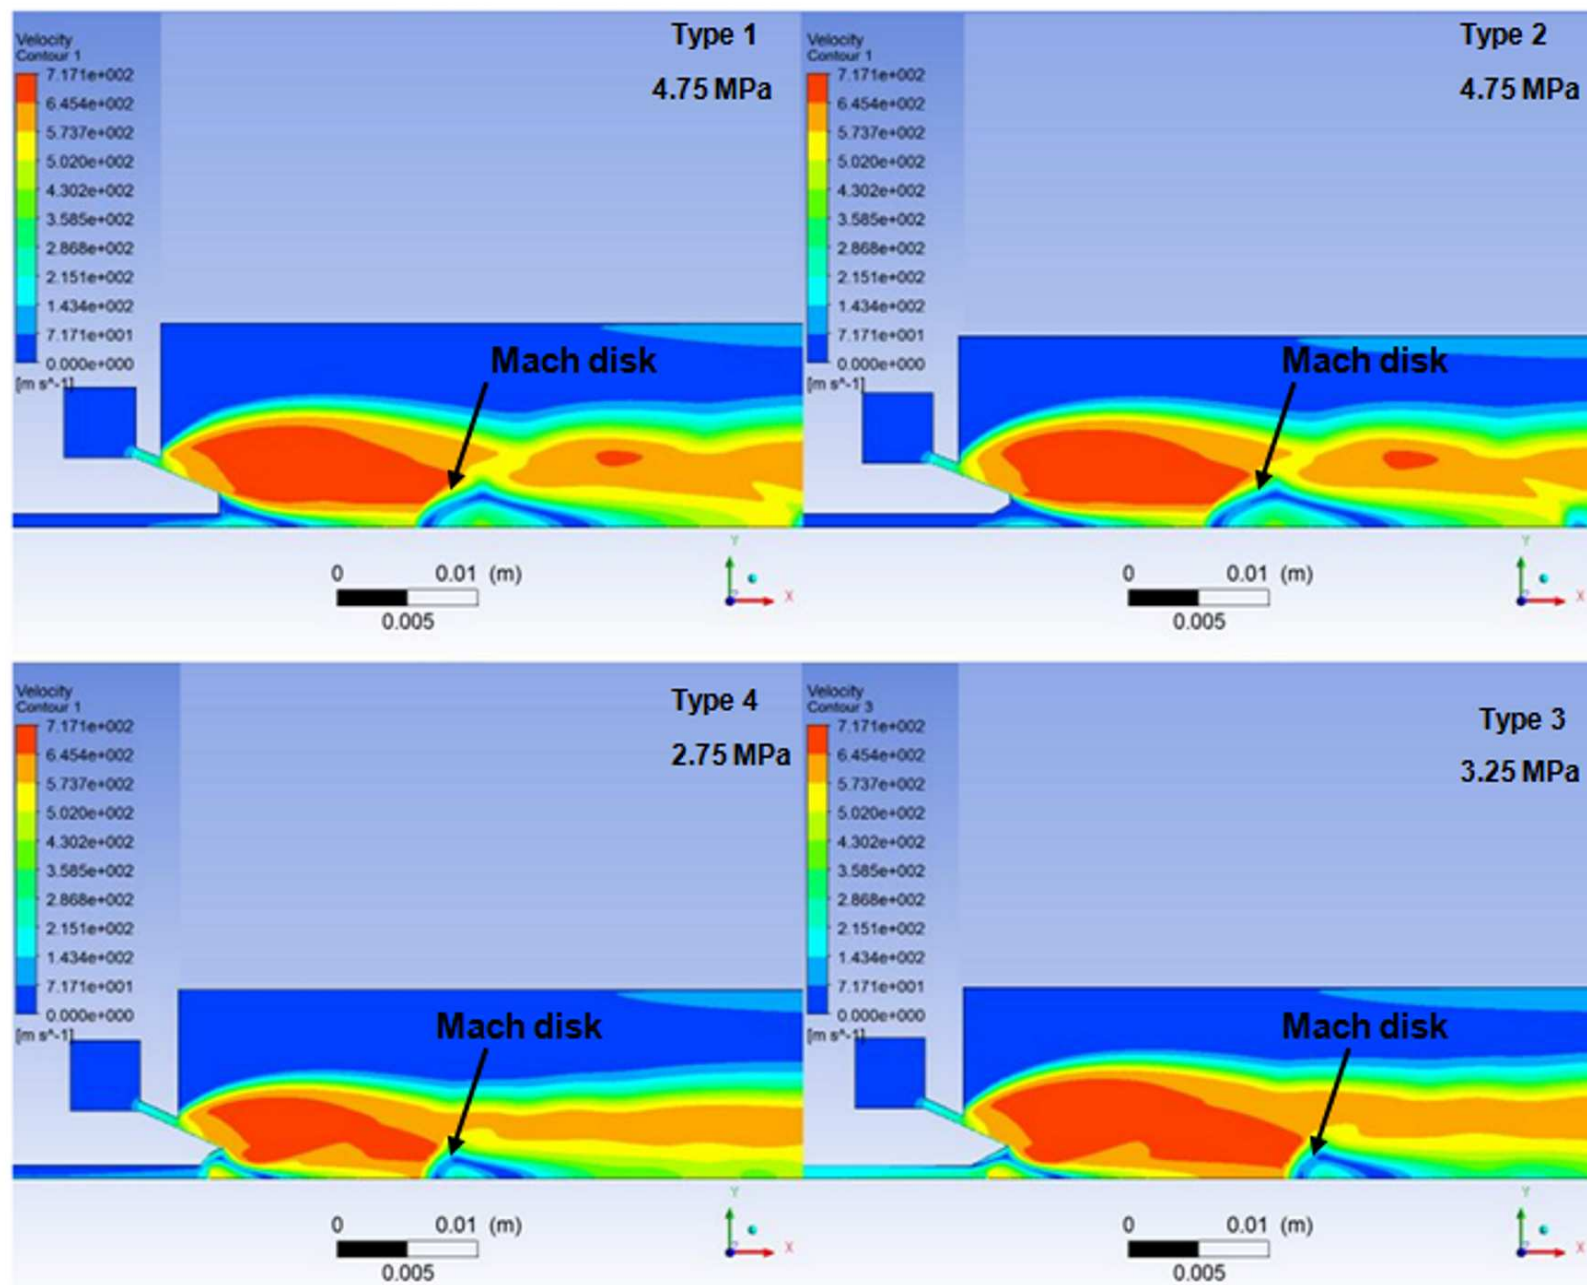 Velocity
Contour 1
7.171e+002
6.454e+002
5.737e+002
5.020e+002
4.302e+002
3.585e+002
2.868e+002
2.151e+002
1.434e+002
7.171e+001
0.000e+000
[m s^-1]
Type 1
4.75 MPa
Mach disk
0
0.01 (m)
0.005
Y
X
Velocity
Contour 1
7.171e+002
6.454e+002
5.737e+002
5.020e+002
4.302e+002
3.585e+002
2.868e+002
2.151e+002
1.434e+002
7.171e+001
0.000e+000
[m s^-1]
Type 2
4.75 MPa
Mach disk
0
0.01 (m)
0.005
Y
X
Velocity
Contour 1
7.171e+002
6.454e+002
5.737e+002
5.020e+002
4.302e+002
3.585e+002
2.868e+002
2.151e+002
1.434e+002
7.171e+001
0.000e+000
[m s^-1]
Type 4
2.75 MPa
Mach disk
0
0.01 (m)
0.005
Y
X
Velocity
Contour 3
7.171e+002
6.454e+002
5.737e+002
5.020e+002
4.302e+002
3.585e+002
2.868e+002
2.151e+002
1.434e+002
7.171e+001
0.000e+000
[m s^-1]
Type 3
3.25 MPa
Mach disk
0
0.01 (m)
0.005
Y
X